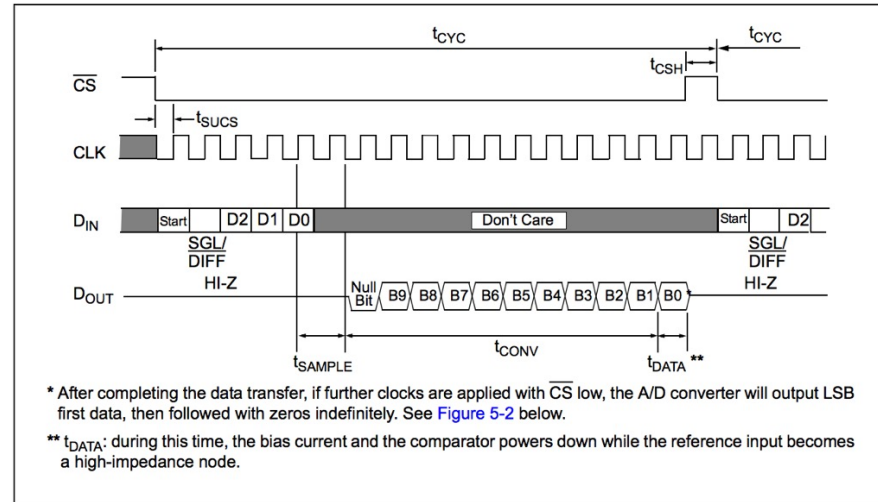 tCYC tCYC
tCSH
CS
tSUCS
CLK
DIN Start D2 D1 D0 Don't Care Start D2
SGL/ SGL/
DIFF DIFF
HI-Z HI-Z
DOUT Null Bit B9 B8 B7 B6 B5 B4 B3 B2 B1 B0 *
tSAMPLE tCONV tDATA **
* After completing the data transfer, if further clocks are applied with CS low, the A/D converter will output LSB
first data, then followed with zeros indefinitely. See Figure 5-2 below.
** tDATA: during this time, the bias current and the comparator powers down while the reference input becomes
a high-impedance node.